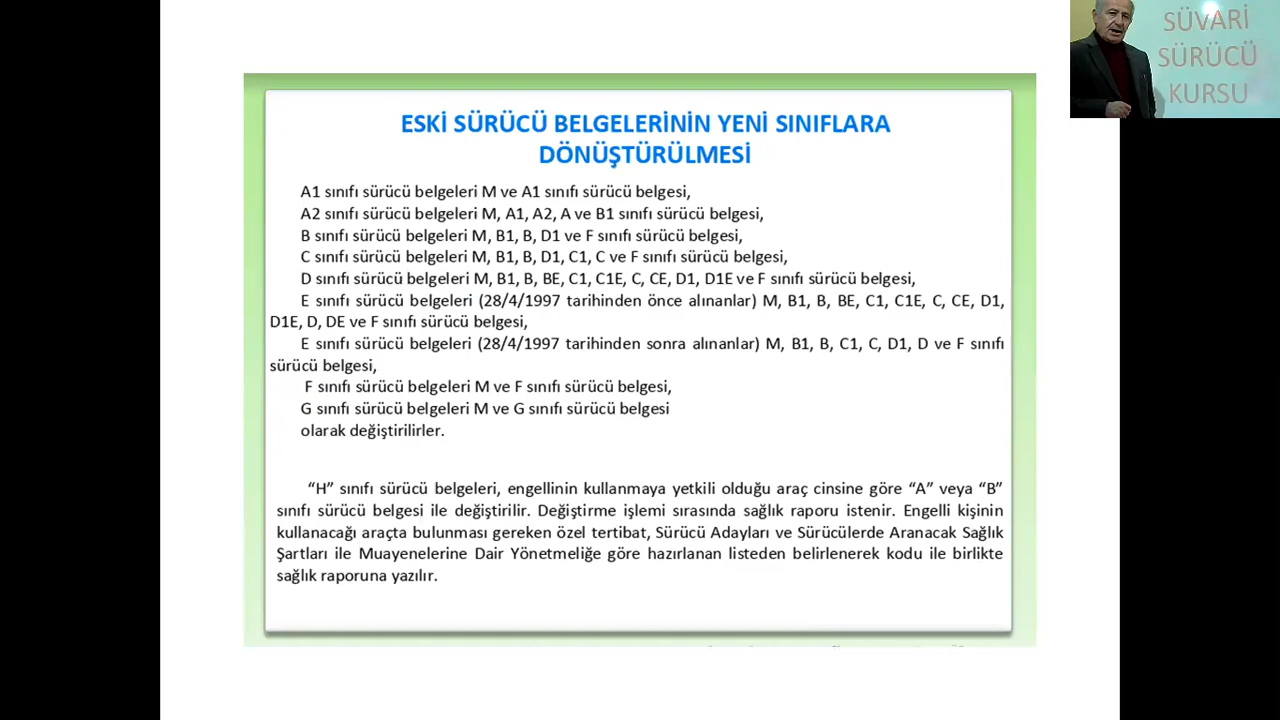 SÜVARİ
SÜRÜCÜ
KURSU
ESKİ SÜRÜCÜ BELGELERİNİN YENİ SINIFLARA
DÖNÜŞTÜRÜLMESİ
A1 sınıfı sürücü belgeleri M ve A1 sınıfı sürücü belgesi,
A2 sınıfı sürücü belgeleri M, A1, A2, A ve B1 sınıfı sürücü belgesi,
B sınıfı sürücü belgeleri M, B1, B, D1 ve F sınıfı sürücü belgesi,
C sınıfı sürücü belgeleri M, B1, B, D1, C1, C ve F sınıfı sürücü belgesi,
D sınıfı sürücü belgeleri M, B1, B, BE, C1, C1E, C, CE, D1, D1E ve F sınıfı sürücü belgesi,
E sınıfı sürücü belgeleri (28/4/1997 tarihinden önce alınanlar) M, B1, B, BE, C1, C1E, C, CE, D1,
D1E, D, DE ve F sınıfı sürücü belgesi,
E sınıfı sürücü belgeleri (28/4/1997 tarihinden sonra alınanlar) M, B1, B, C1, C, D1, D ve F sınıfı
sürücü belgesi,
F sınıfı sürücü belgeleri M ve F sınıfı sürücü belgesi,
G sınıfı sürücü belgeleri M ve G sınıfı sürücü belgesi
olarak değiştirilirler.
“H” sınıfı sürücü belgeleri, engellinin kullanmaya yetkili olduğu araç cinsine göre “A” veya “B”
sınıfı sürücü belgesi ile değiştirilir. Değiştirme işlemi sırasında sağlık raporu istenir. Engelli kişinin
kullanacağı araçta bulunması gereken özel tertibat, Sürücü Adayları ve Sürücülerde Aranacak Sağlık
Şartları ile Muayenelerine Dair Yönetmeliğe göre hazırlanan listeden belirlenerek kodu ile birlikte
sağlık raporuna yazılır.